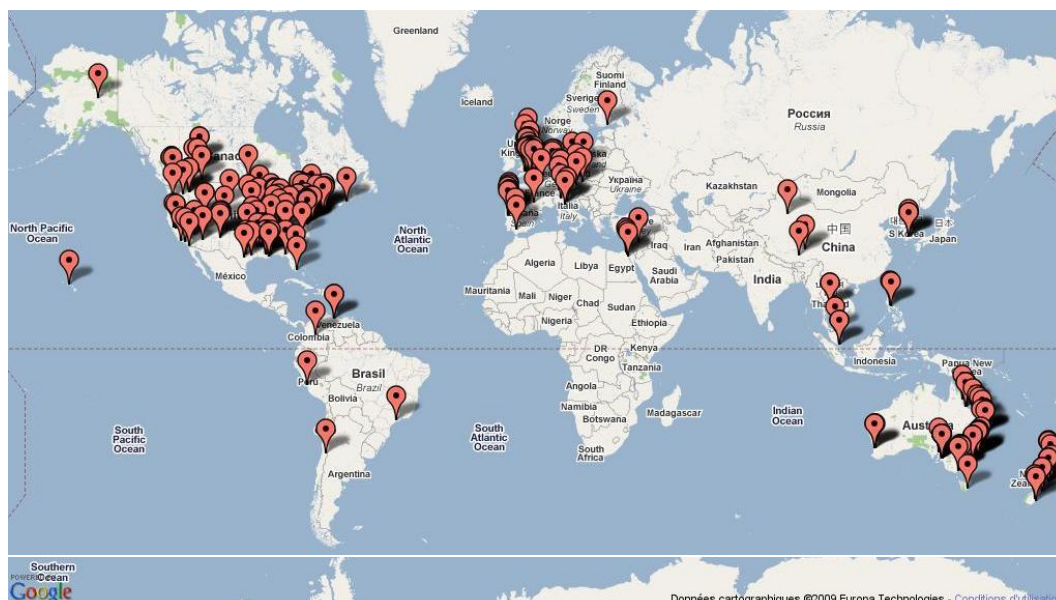 Greenland
Iceland
Suomi
Finland
Sverige
Sweden
Norge
Norway
Россия
Russia
Україна
Ukraine
Kazakhstan
Mongolia
中国
China
日本
Japan
S Korea
North Pacific
Ocean
North
Atlantic
Ocean
Italia
Italy
Iraq
Iran
Afghanistan
Pakistan
India
Algeria
Libya
Egypt
Saudi
Arabia
México
Mauritania
Mali
Niger
Chad
Sudan
Nigeria
Ethiopia
Venezuela
Colombia
DR
Congo
Kenya
Tanzania
Indonesia
Papua New
Brasil
Brazil
Bolivia
Angola
Namibia
Botswana
Madagascar
Indian
Ocean
South
Pacific
Ocean
South
Atlantic
Ocean
South
Africa
Argentina
Southern
Ocean
POWERED BY
Google
Données cartographiques ©2009 Europa Technologies - Conditions d'utilisation